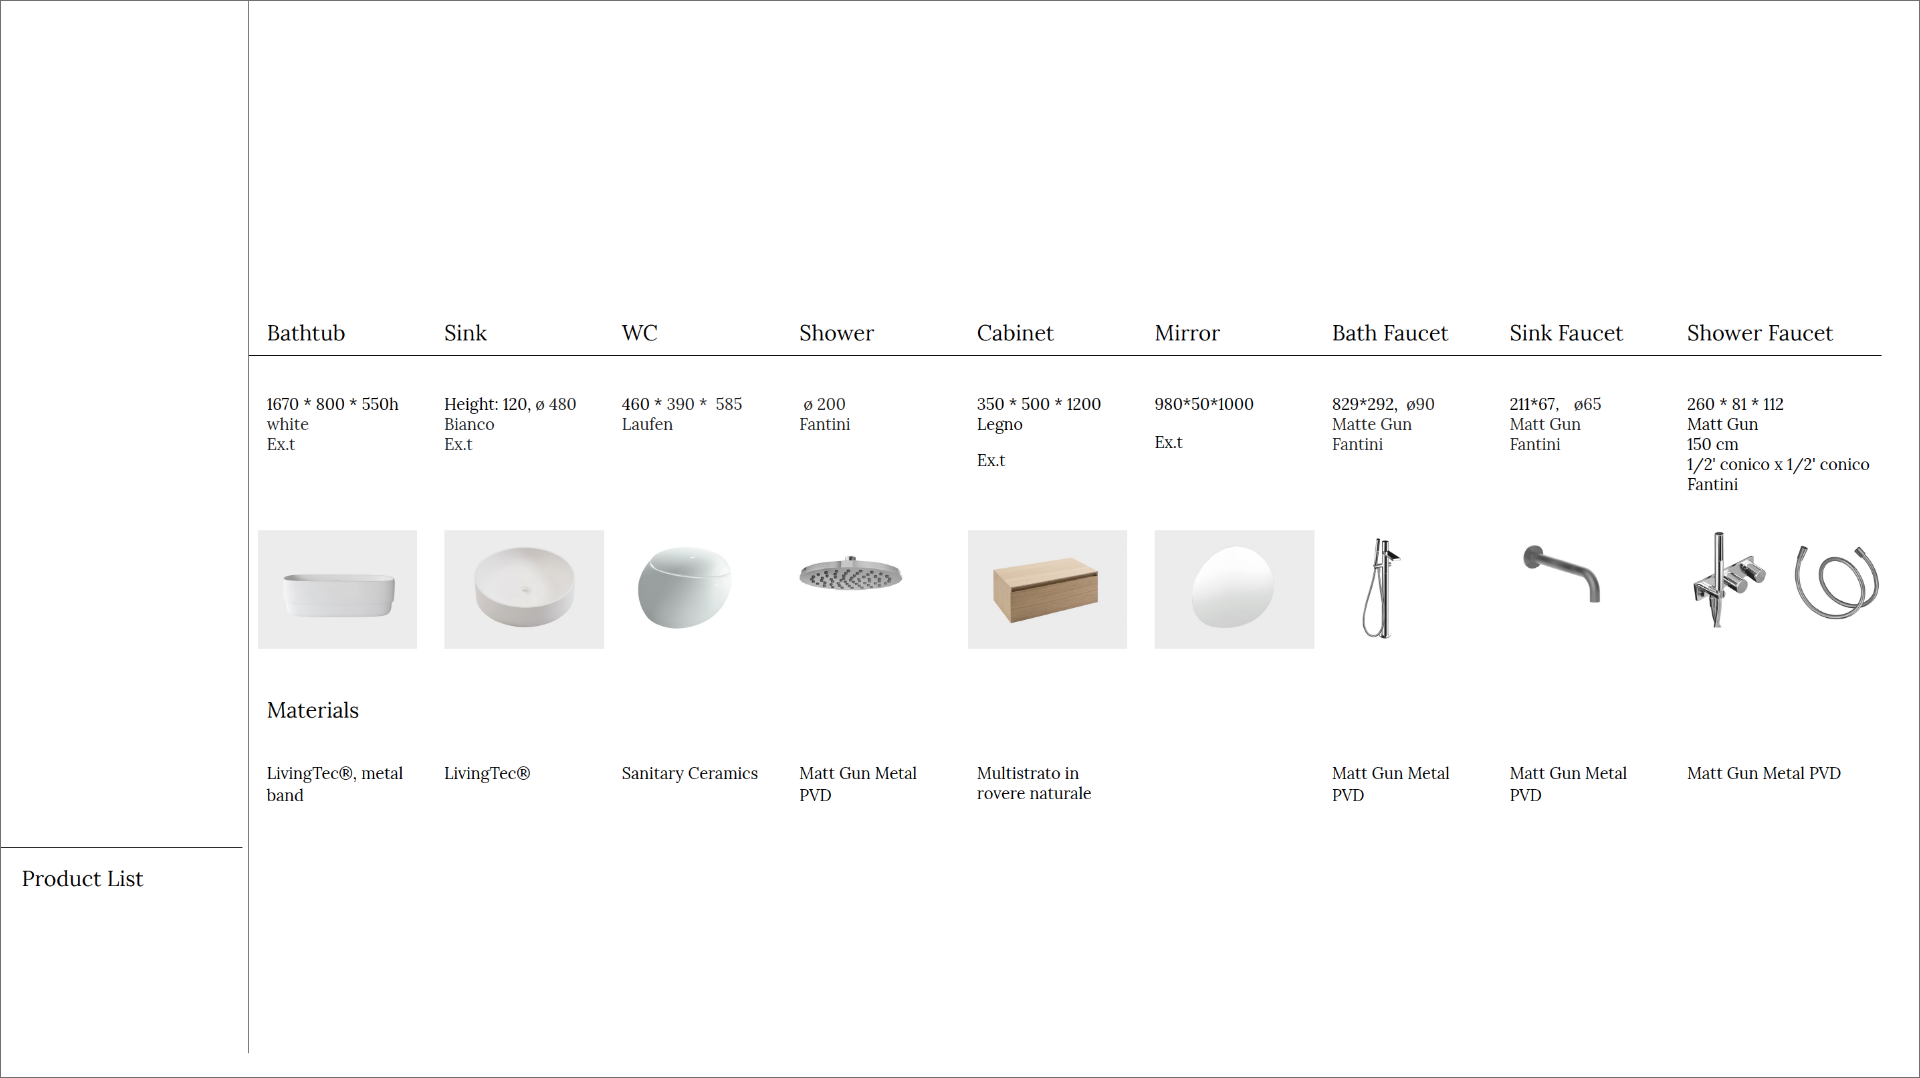 Bathtub
Sink
WC
Shower
Cabinet
Mirror
Bath Faucet
Sink Faucet
Shower Faucet
1670 * 800 * 550h
white
Ex.t
Height: 120, ø 480
Bianco
Ex.t
460 * 390 * 585
Laufen
ø 200
Fantini
350 * 500 * 1200
Legno
Ex.t
980*50*1000
Ex.t
829*292, ø90
Matte Gun
Fantini
211*67, ø65
Matt Gun
Fantini
260 * 81 * 112
Matt Gun
150 cm
1/2' conico x 1/2' conico
Fantini
Materials
LivingTec®, metal
band
LivingTec®
Sanitary Ceramics
Matt Gun Metal
PVD
Multistrato in
rovere naturale
Matt Gun Metal
PVD
Matt Gun Metal
PVD
Matt Gun Metal PVD
Product List